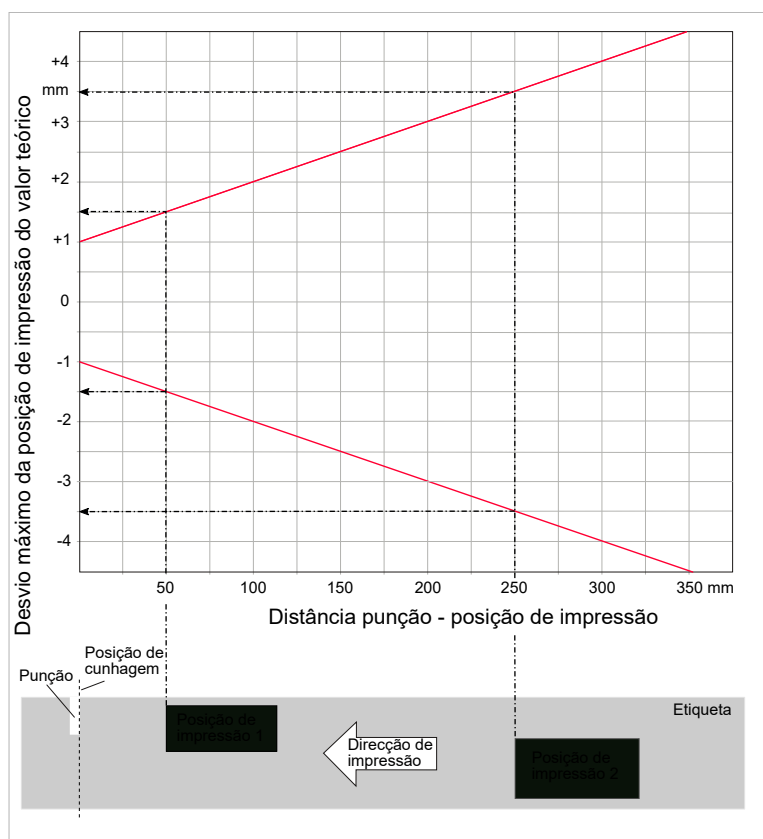 Desvio máximo da posição de impressão do valor teórico
+4
mm
+3
+2
+1
0
-1
-2
-3
-4
50 100 150 200 250 300 350 mm
Distância punção - posição de impressão
Posição de
cunhagem
Punção
Etiqueta
Posição de
impressão 1
Direcção de
impressão
Posição de
impressão 2